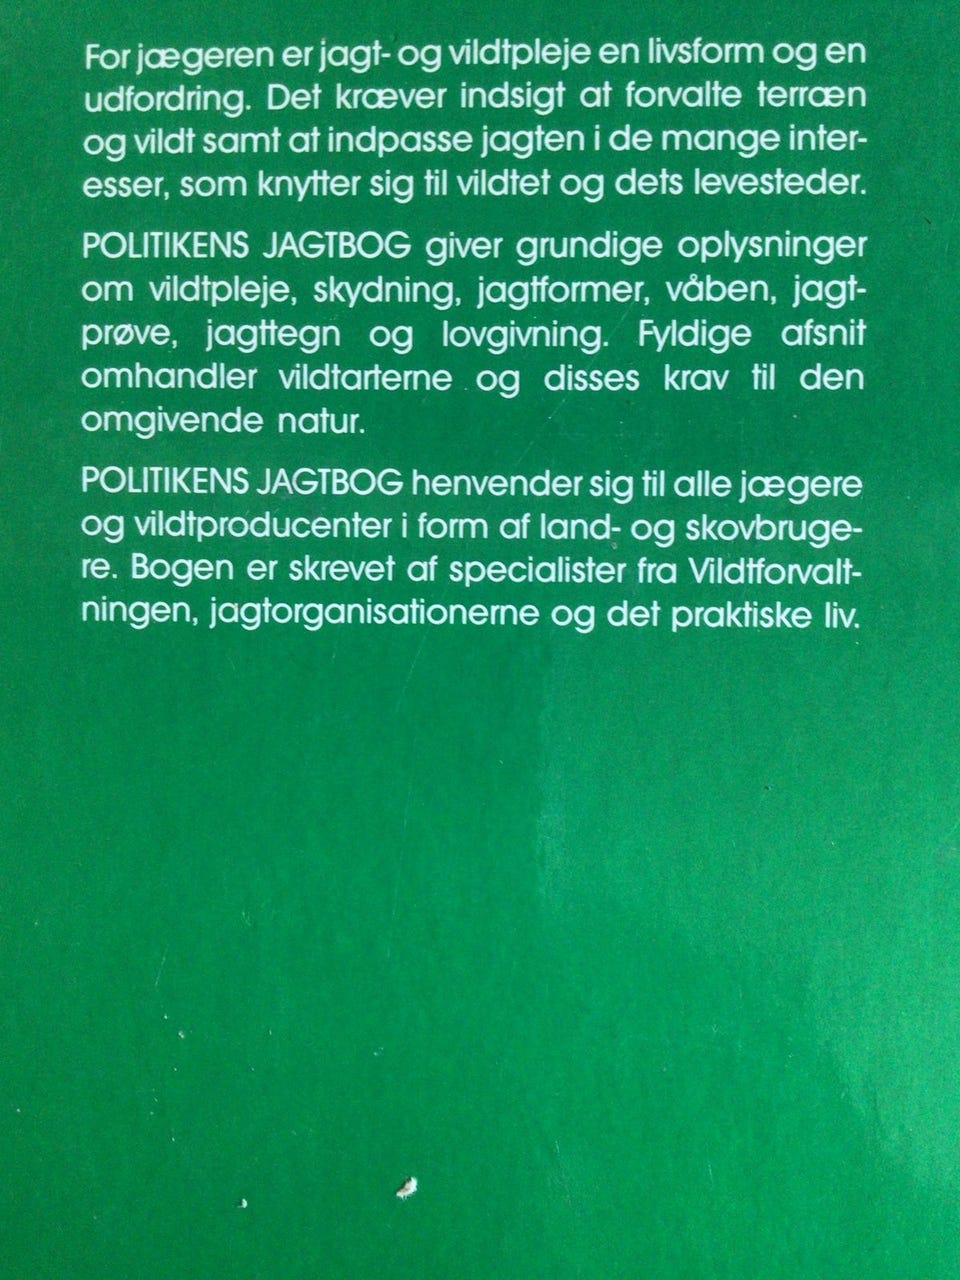 For jægeren er jagt- og vildtpleje en livsform og en
udfordring. Det kræver indsigt at forvalte terræn
og vildt samt at indpasse jagten i de mange inter-
esser, som knytter sig til vildtet og dets levesteder.
POLITIKENS JAGTBOG giver grundige oplysninger
om vildtpleje, skydning, jagtformer, våben, jagt-
prøve, jagttegn og lovgivning. Fyldige afsnit
omhandler vildtarterne og disses krav til den
omgivende natur.
POLITIKENS JAGTBOG henvender sig til alle jægere
og vildtproducenter i form af land- og skovbruge-
re. Bogen er skrevet af specialister fra Vildtforvalt-
ningen, jagtorganisationerne og det praktiske liv.